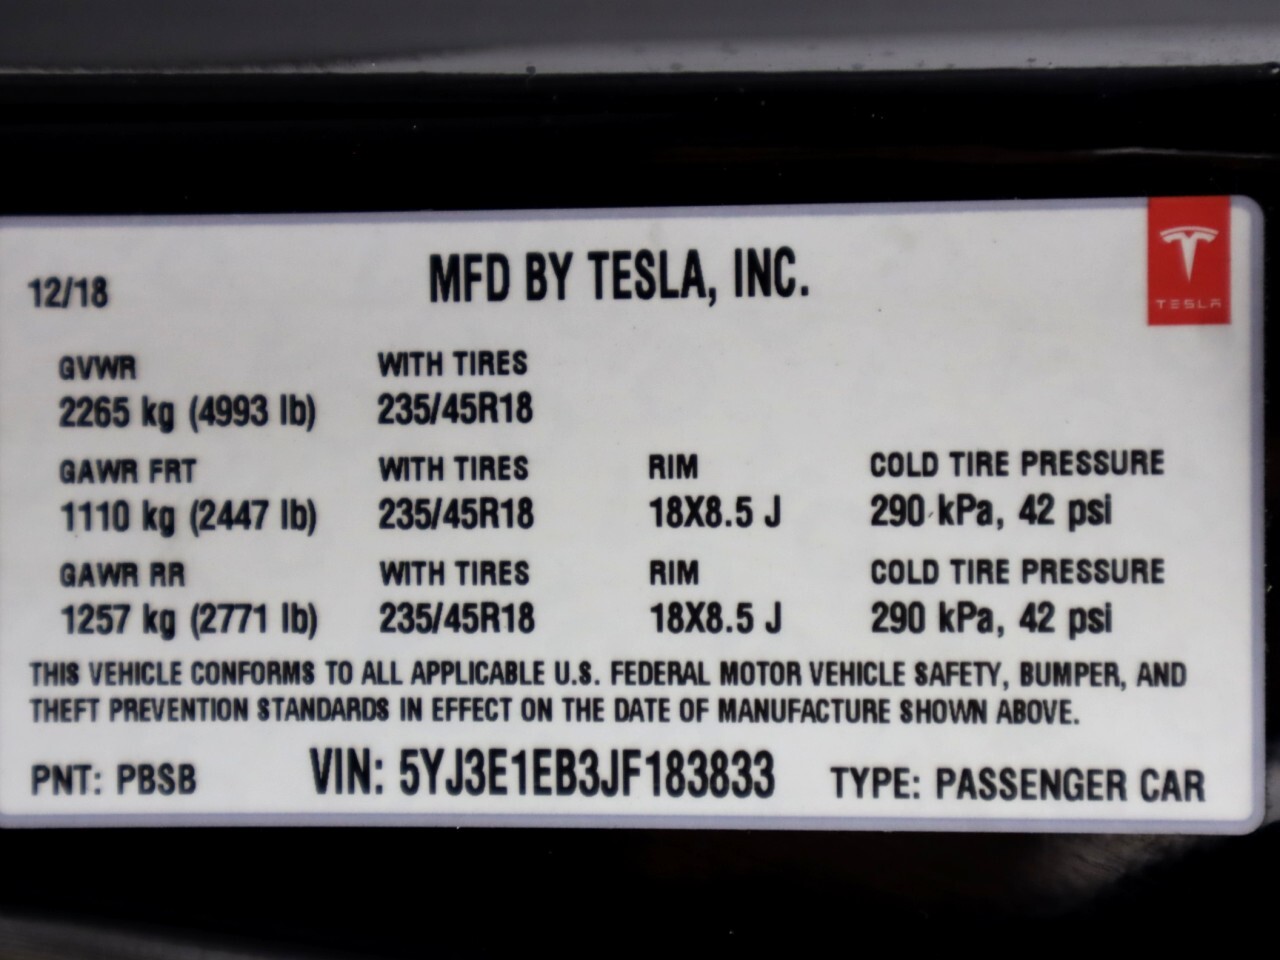 12/18
MFD BY TESLA, INC.
TESLA
GVWR WITH TIRES
2265 kg (4993 lb) 235/45R18
GAWR FRT WITH TIRES RIM COLD TIRE PRESSURE
1110 kg (2447 lb) 235/45R18 18X8.5 J 290 kPa, 42 psi
GAWR RR WITH TIRES RIM COLD TIRE PRESSURE
1257 kg (2771 lb) 235/45R18 18X8.5 J 290 kPa, 42 psi
THIS VEHICLE CONFORMS TO ALL APPLICABLE U.S. FEDERAL MOTOR VEHICLE SAFETY, BUMPER, AND
THEFT PREVENTION STANDARDS IN EFFECT ON THE DATE OF MANUFACTURE SHOWN ABOVE.
PNT: PBSB VIN: 5YJ3E1EB3JF183833 TYPE: PASSENGER CAR